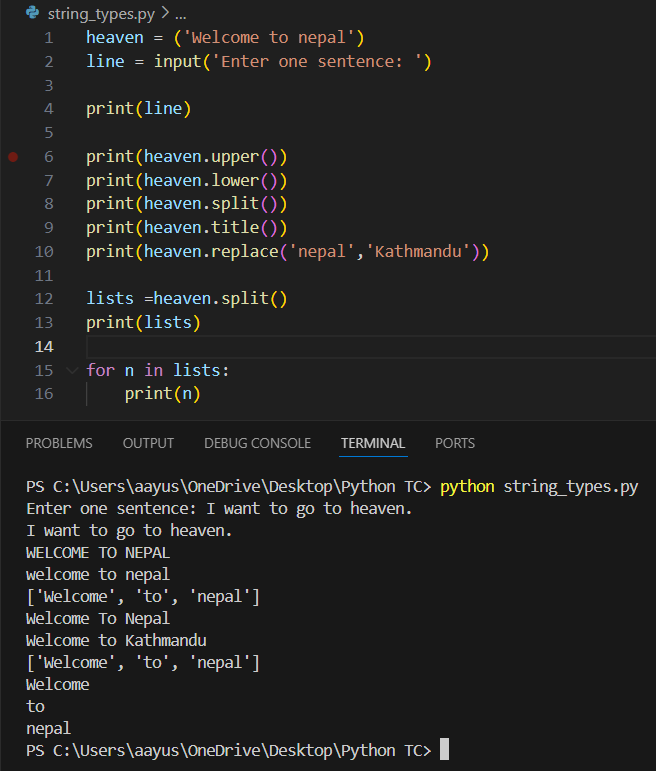 string_types.py > ...
1 heaven = ('Welcome to nepal')
2 line = input('Enter one sentence: ')
3
4 print(line)
5
6 print(heaven.upper())
7 print(heaven.lower())
8 print(heaven.split())
9 print(heaven.title())
10 print(heaven.replace('nepal','Kathmandu'))
11
12 lists =heaven.split()
13 print(lists)
14
15 for n in lists:
16     print(n)
PROBLEMS OUTPUT DEBUG CONSOLE TERMINAL PORTS
PS C:\Users\aayus\OneDrive\Desktop\Python TC> python string_types.py
Enter one sentence: I want to go to heaven.
I want to go to heaven.
WELCOME TO NEPAL
welcome to nepal
['Welcome', 'to', 'nepal']
Welcome To Nepal
Welcome to Kathmandu
['Welcome', 'to', 'nepal']
Welcome
to
nepal
PS C:\Users\aayus\OneDrive\Desktop\Python TC>